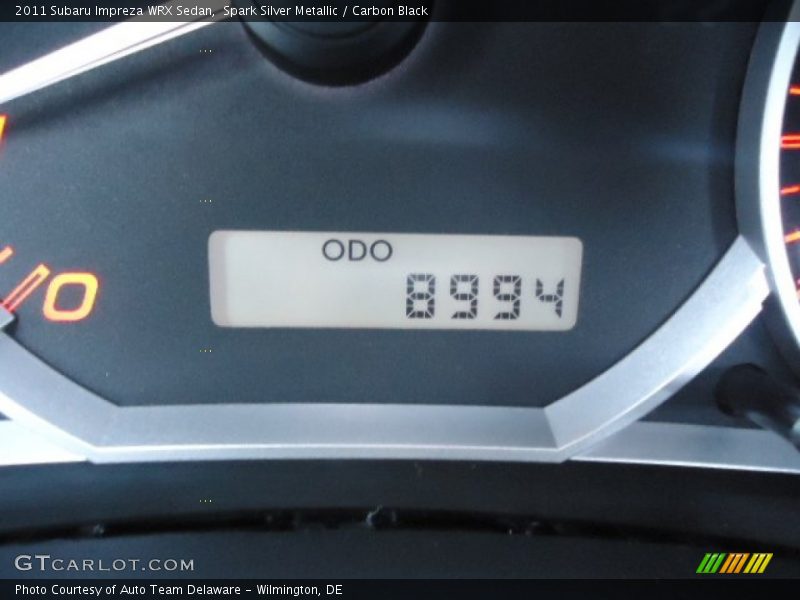 2011 Subaru Impreza WRX Sedan,  Spark Silver Metallic / Carbon Black
ODO
8994
0
GTCARLOT.COM
Photo Courtesy of Auto Team Delaware - Wilmington, DE